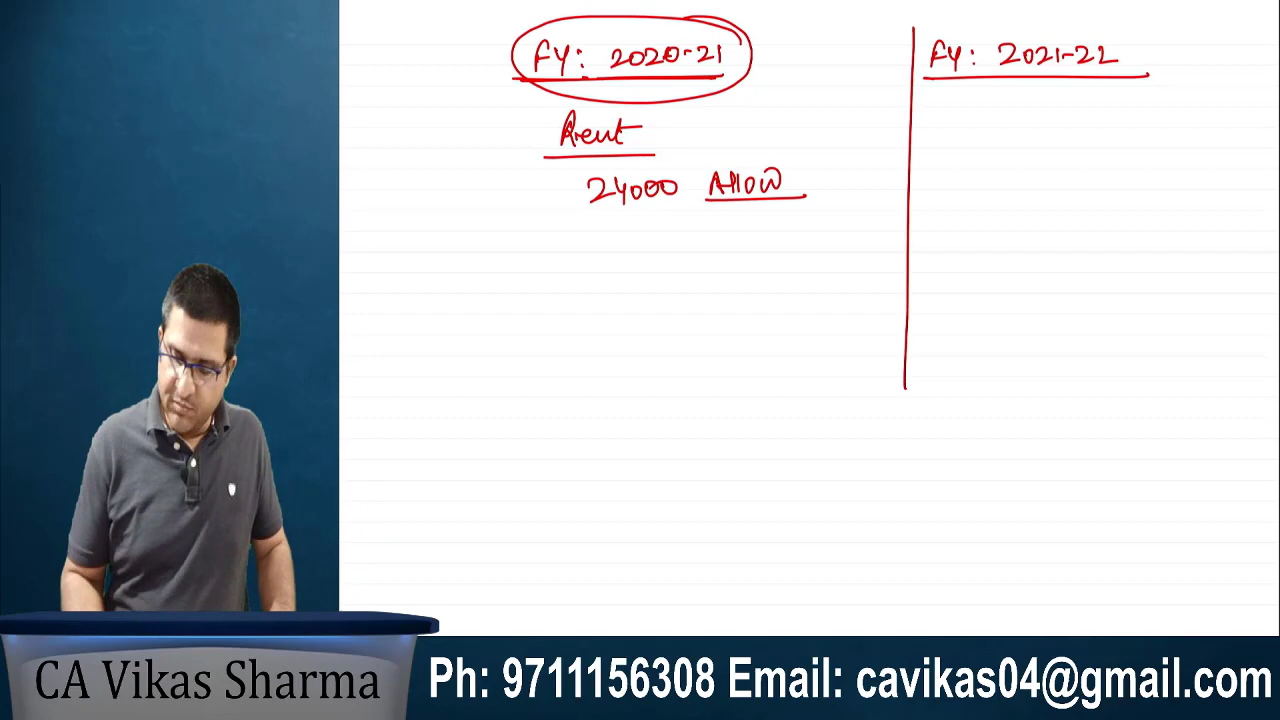 FY: 2020-21
Rent
24000 Allow
FY: 2021-22
CA Vikas Sharma
Ph: 9711156308 Email: cavikas04@gmail.com